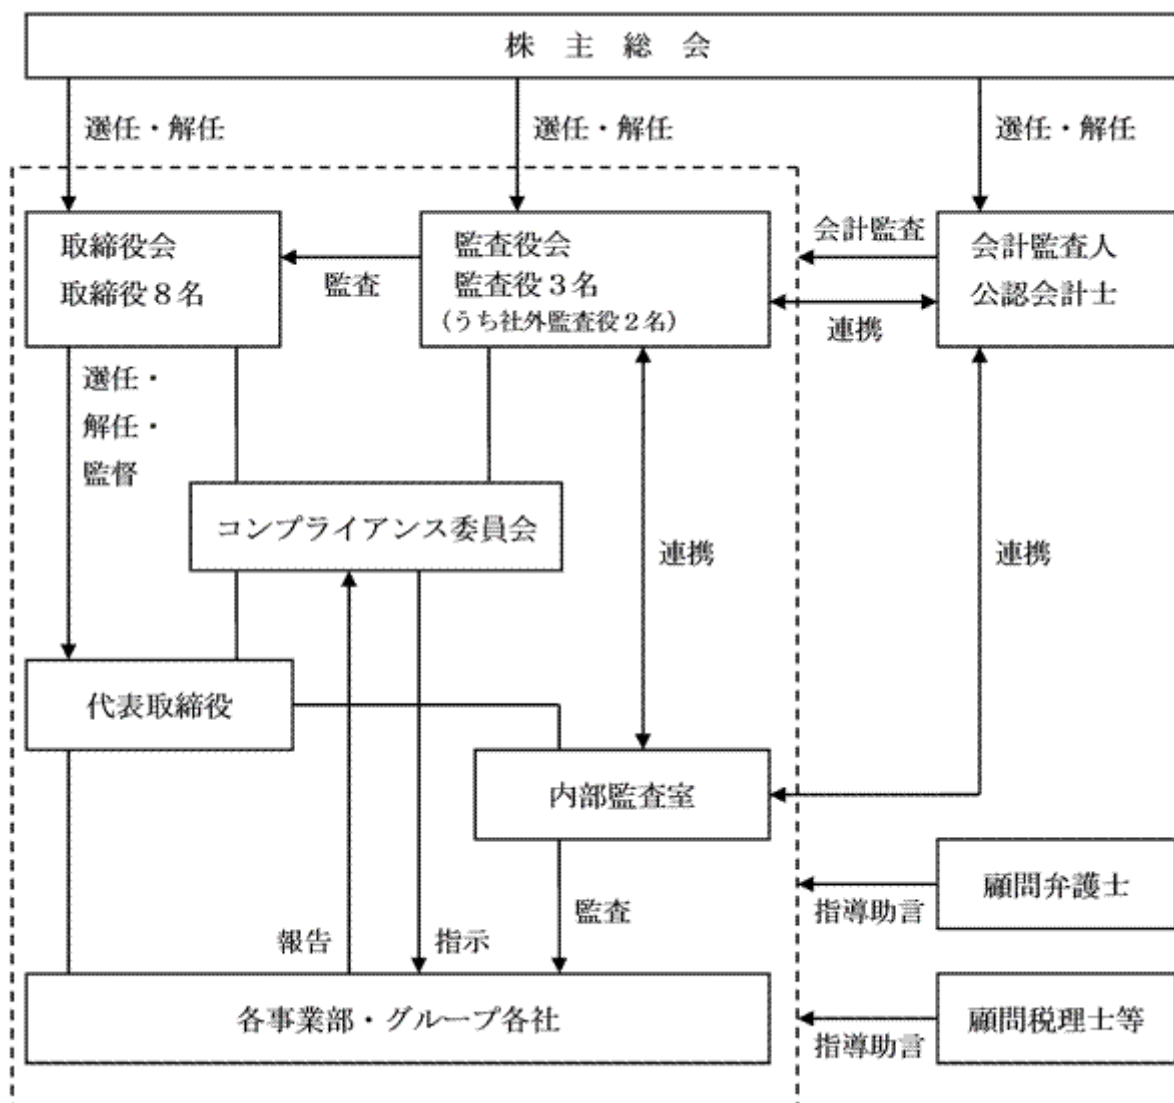 株 主 総 会
選任・解任
選任・解任
選任・解任
取締役会
取締役８名
監査
監査役会
監査役３名
(うち社外監査役２名)
会計監査
連携
会計監査人
公認会計士
選任・
解任・
監督
コンプライアンス委員会
連携
連携
代表取締役
内部監査室
監査
報告
指示
各事業部・グループ各社
顧問弁護士
指導助言
顧問税理士等
指導助言